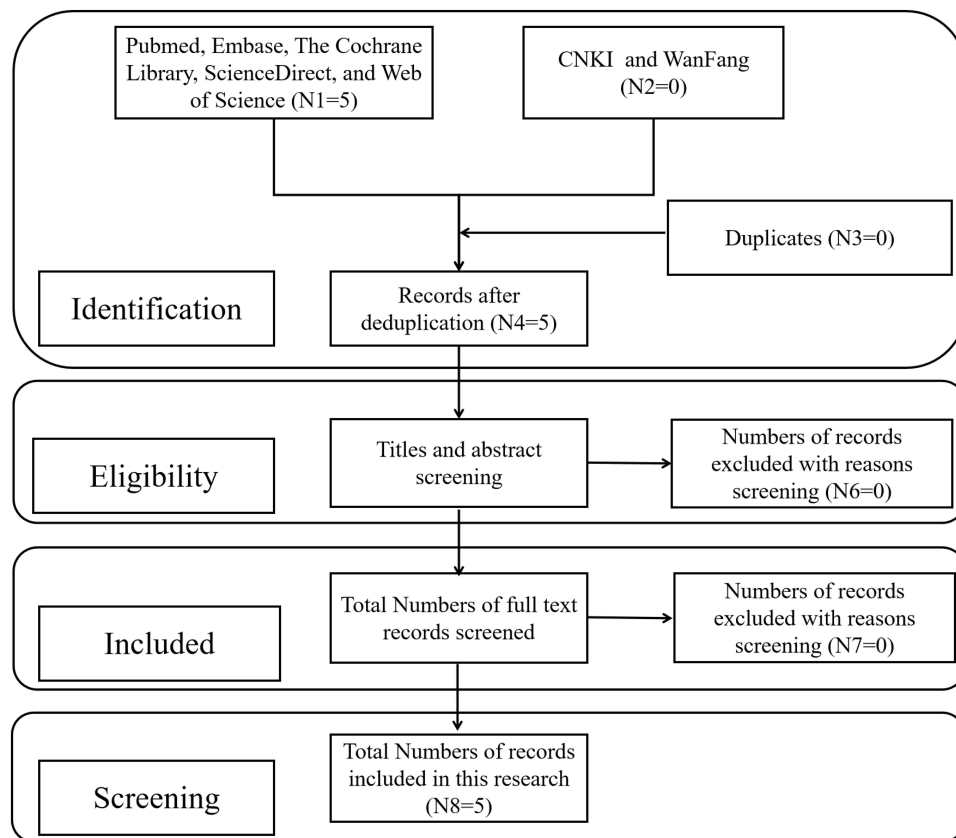 Pubmed, Embase, The Cochrane
Library, ScienceDirect, and Web
of Science (N1=5)
CNKI and WanFang
(N2=0)
Duplicates (N3=0)
Identification
Records after
deduplication (N4=5)
Eligibility
Titles and abstract
screening
Numbers of records
excluded with reasons
screening (N6=0)
Included
Total Numbers of full text
records screened
Numbers of records
excluded with reasons
screening (N7=0)
Screening
Total Numbers of records
included in this research
(N8=5)